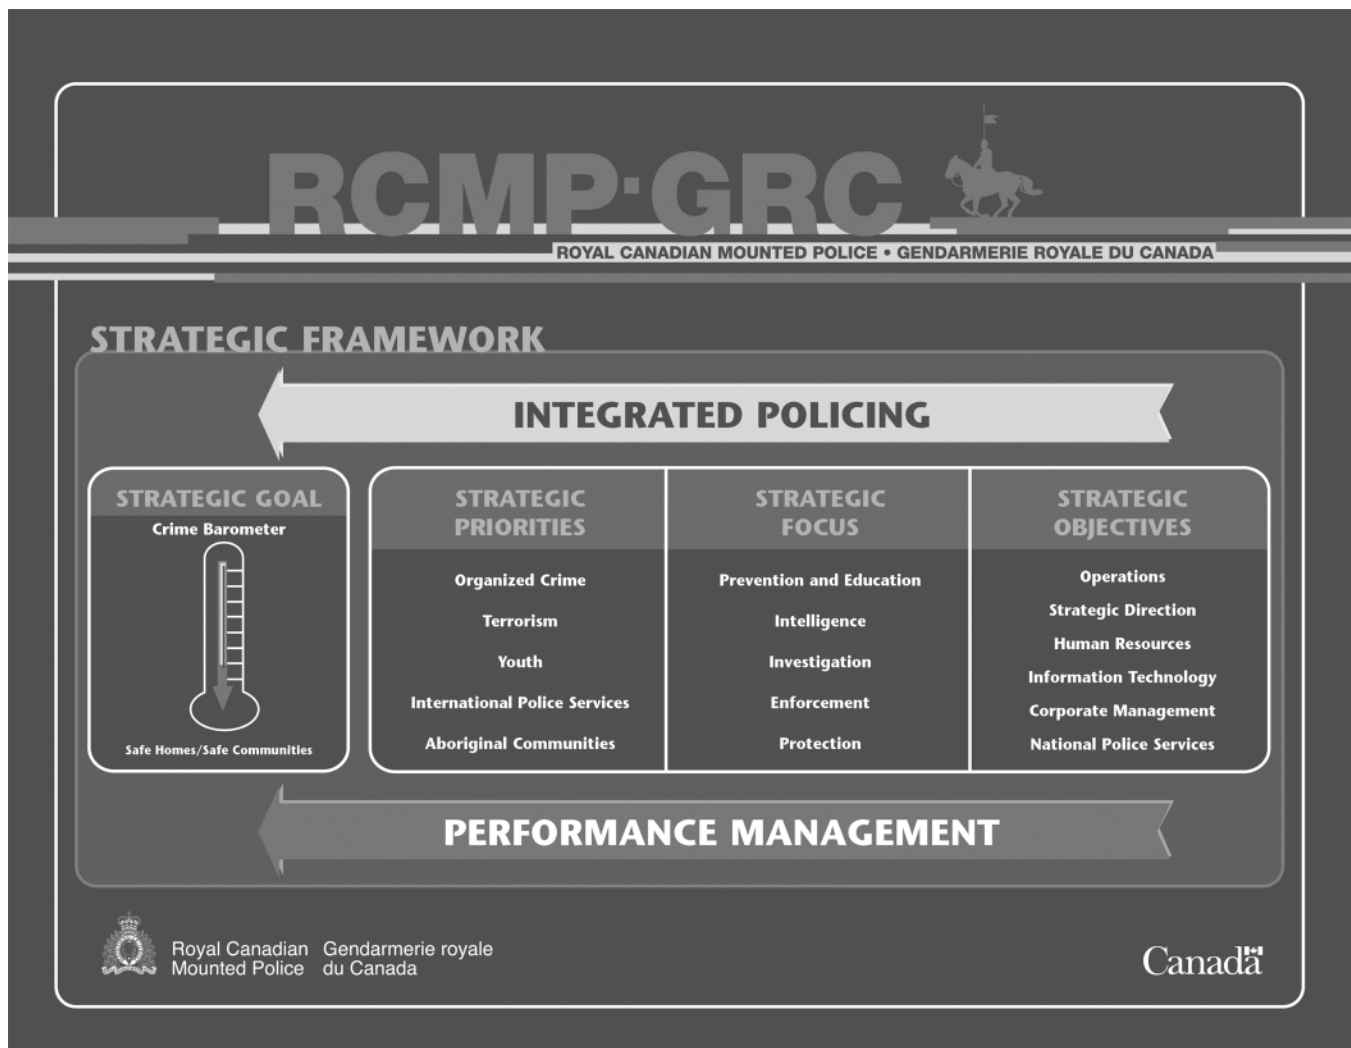 RCMP·GRC
ROYAL CANADIAN MOUNTED POLICE • GENDARMERIE ROYALE DU CANADA
STRATEGIC FRAMEWORK
INTEGRATED POLICING
STRATEGIC GOAL
Crime Barometer
Safe Homes/Safe Communities
STRATEGIC
PRIORITIES
Organized Crime
Terrorism
Youth
International Police Services
Aboriginal Communities
STRATEGIC
FOCUS
Prevention and Education
Intelligence
Investigation
Enforcement
Protection
STRATEGIC
OBJECTIVES
Operations
Strategic Direction
Human Resources
Information Technology
Corporate Management
National Police Services
PERFORMANCE MANAGEMENT
Royal Canadian
Mounted Police
Gendarmerie royale
du Canada
Canada